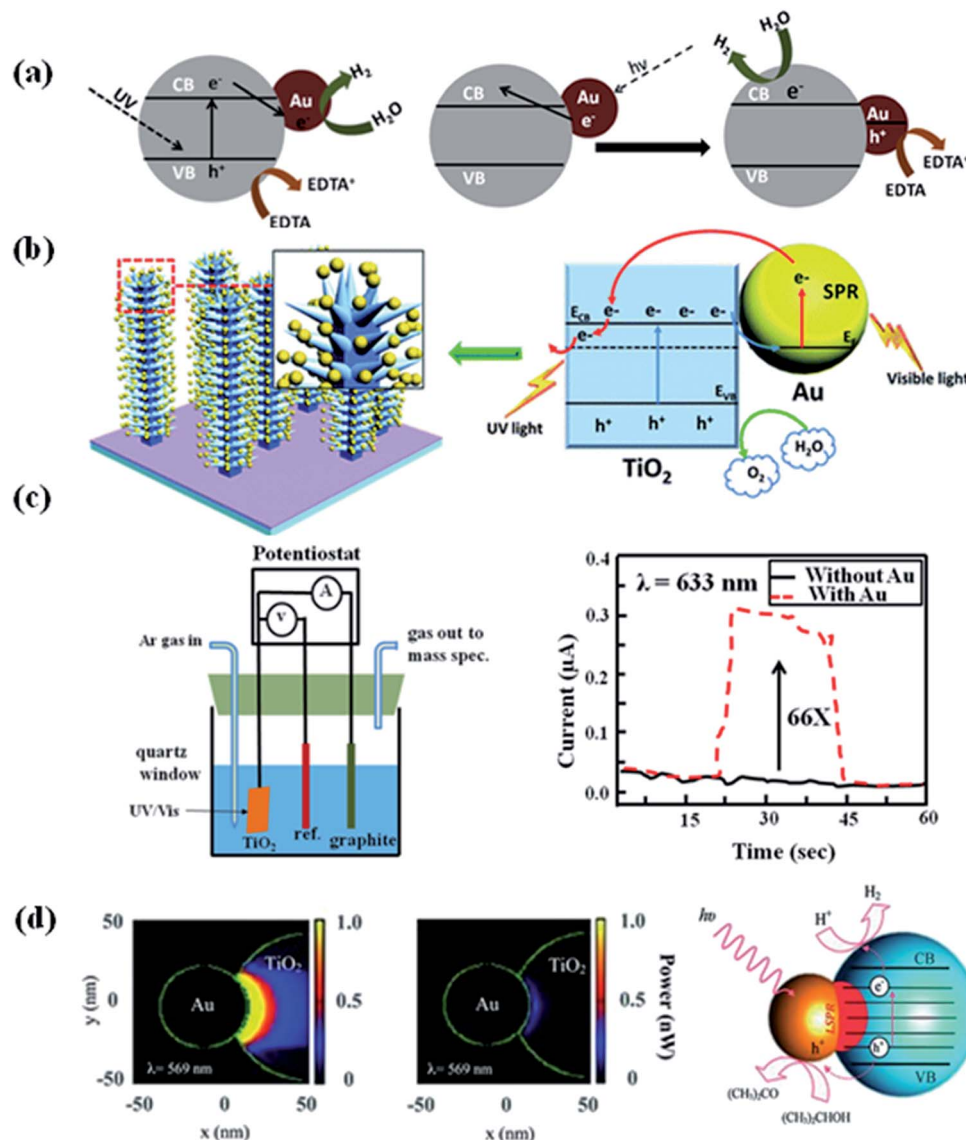 (a)
CB e-
UV
VB h+
Au
e-
H2
H2O
EDTA+
EDTA
CB
VB
Au
e-
hν
H2
H2O
CB e-
VB
Au
h+
EDTA+
EDTA
(b)
ECB e- e- e- e-
e-
EVB
h+ h+ h+
UV light
TiO2
e-
SPR
Au
Visible light
H2O
O2
(c)
Potentiostat
A
v
Ar gas in
gas out to
mass spec.
quartz
window
UV/Vis
TiO2
ref.
graphite
λ = 633 nm
Without Au
With Au
66X
Current (µA)
0.4
0.3
0.2
0.1
0.0
15 30 45 60
Time (sec)
(d)
y (nm)
50
0
-50
Au
TiO2
λ= 569 nm
-50 0 50
x (nm)
1.0
0.5
0
Au
TiO2
λ= 569 nm
-50 0 50
x (nm)
1.0
0.5
0
Power (nW)
hυ
H+
H2
CB
e-
LSPR
h+
h+
VB
(CH3)2CO
(CH3)2CHOH